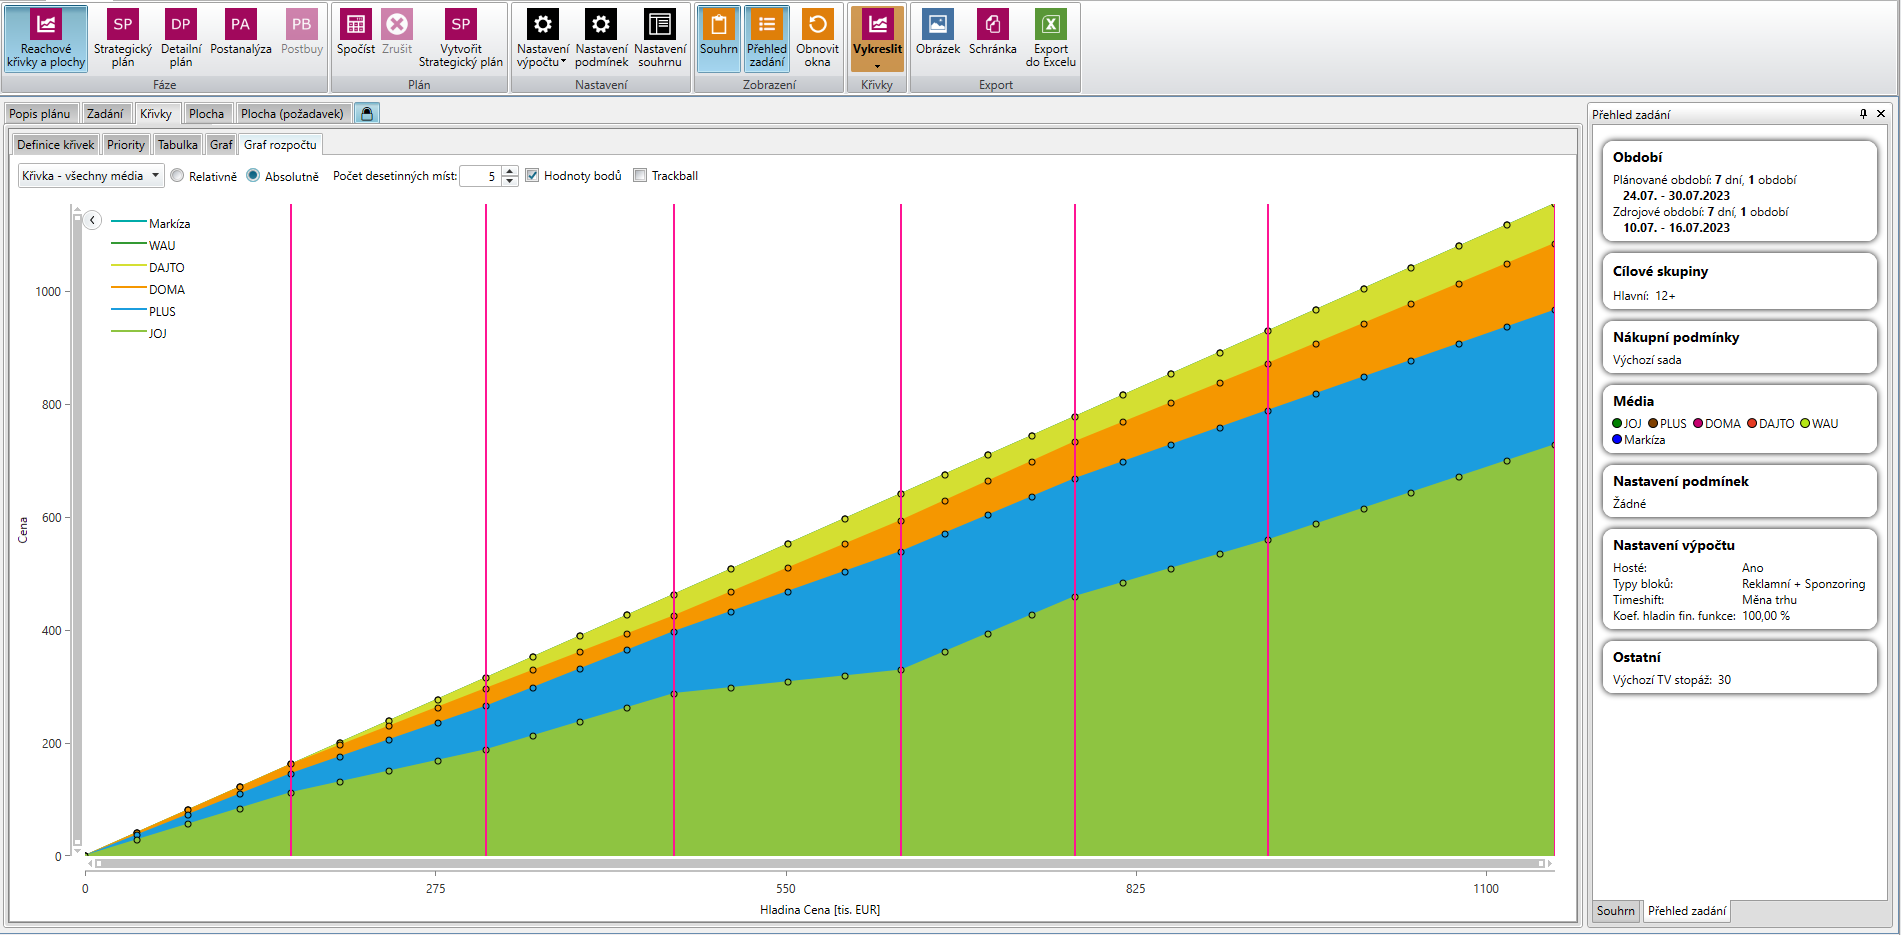 SP DP PA PB SP
Reachové Strategický Detailní Postanalýza Postbuy Spočíst Zrušit Vytvořit Nastavení Nastavení Nastavení Souhrn Přehled Obnovit Vykreslit Obrázek Schránka Export
křivky a plochy plán plán Strategický plán výpočtu podmínek souhrnu zadání okna do Excelu
Fáze Plán Nastavení Zobrazení Křivky Export
Popis plánu Zadání Křivky Plocha Plocha (požadavek)
Definice křivek Priority Tabulka Graf Graf rozpočtu
Křivka - všechny média Relativně Absolutně Počet desetinných míst: 5 Hodnoty bodů Trackball
Markíza
WAU
DAJTO
DOMA
PLUS
JOJ
1000
800
600
400
200
0
Cena
0 275 550 825 1100
Hladina Cena [tis. EUR]
Přehled zadání
Období
Plánované období: 7 dní, 1 období
24.07. - 30.07.2023
Zdrojové období: 7 dní, 1 období
10.07. - 16.07.2023
Cílové skupiny
Hlavní: 12+
Nákupní podmínky
Výchozí sada
Média
JOJ PLUS DOMA DAJTO WAU
Markíza
Nastavení podmínek
Žádné
Nastavení výpočtu
Hosté: Ano
Typy bloků: Reklamní + Sponzoring
Timeshift: Měna trhu
Koef. hladin fin. funkce: 100,00 %
Ostatní
Výchozí TV stopáž: 30
Souhrn Přehled zadání